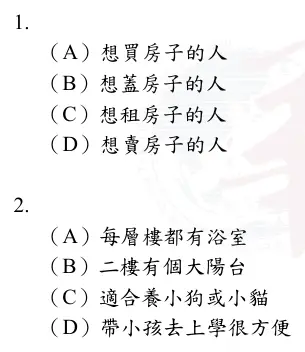 1.
（A）想買房子的人
（B）想蓋房子的人
（C）想租房子的人
（D）想賣房子的人
2.
（A）每層樓都有浴室
（B）二樓有個大陽台
（C）適合養小狗或小貓
（D）帶小孩去上學很方便